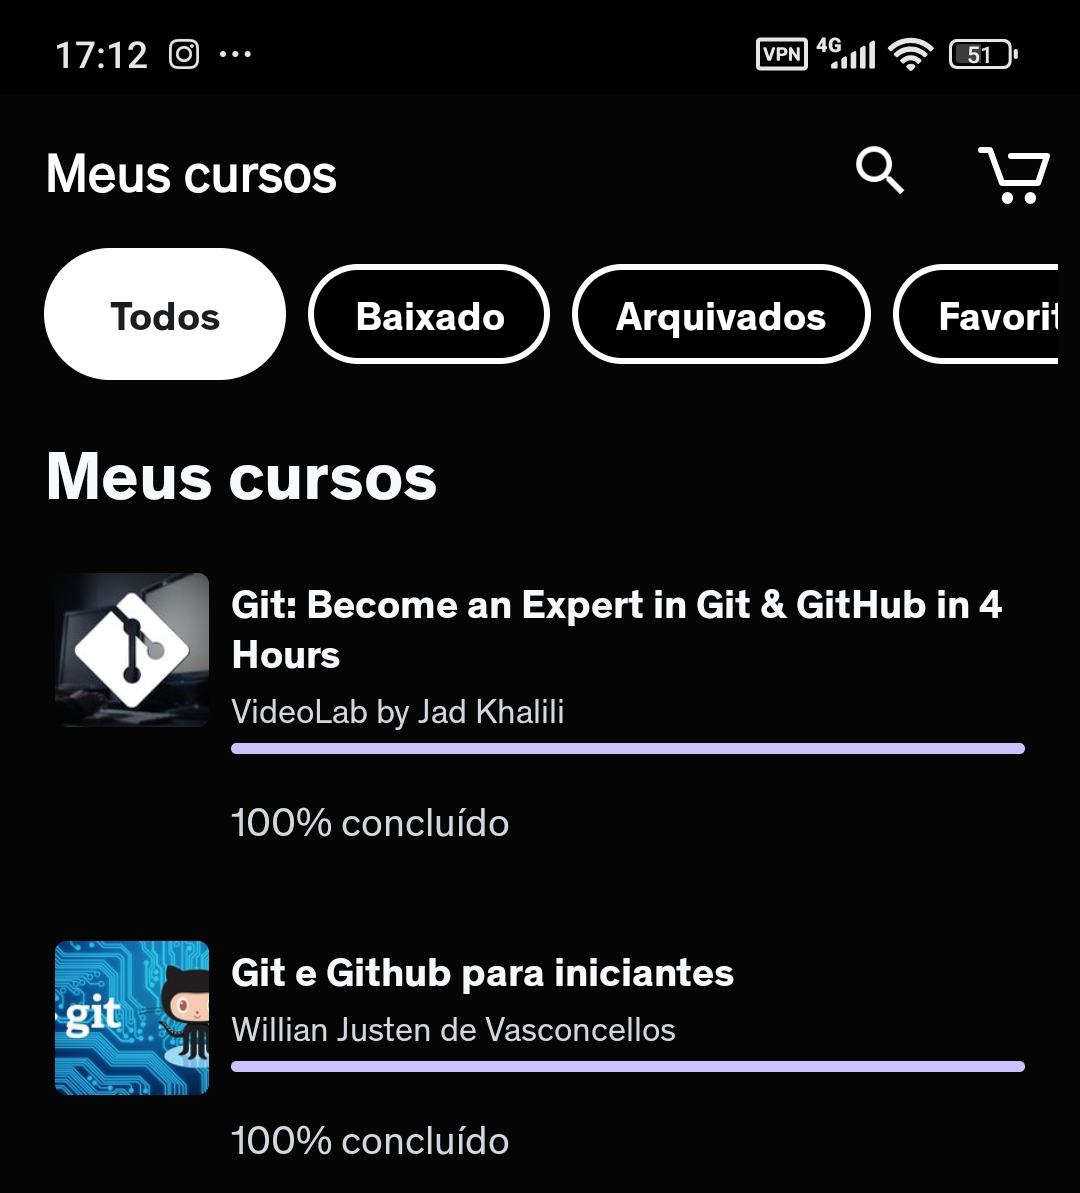 17:12
VPN 4G 51
Meus cursos
Todos Baixado Arquivados Favorit
Meus cursos
Git: Become an Expert in Git & GitHub in 4
Hours
VideoLab by Jad Khalili
100% concluído
git
Git e Github para iniciantes
Willian Justen de Vasconcellos
100% concluído